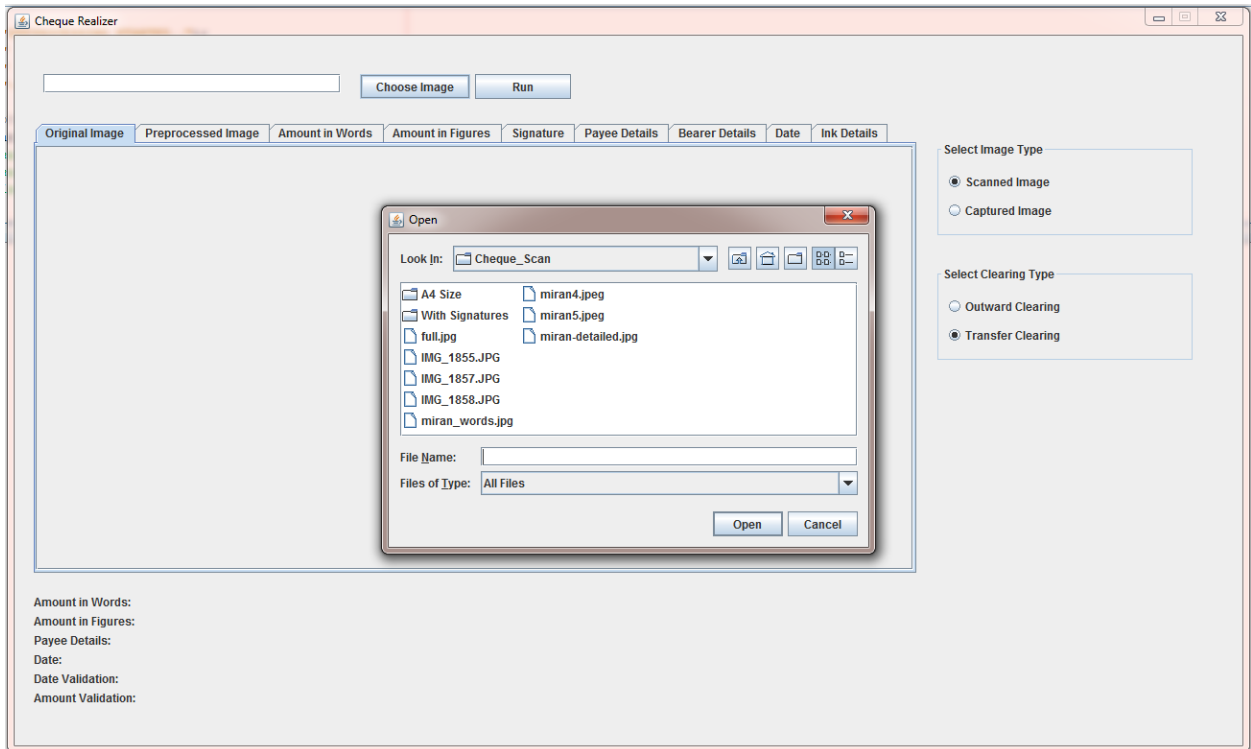 Cheque Realizer
Choose Image Run
Original Image Preprocessed Image Amount in Words Amount in Figures Signature Payee Details Bearer Details Date Ink Details
Select Image Type
Scanned Image
Captured Image
Select Clearing Type
Outward Clearing
Transfer Clearing
Open
Look In: Cheque_Scan
A4 Size miran4.jpeg
With Signatures miran5.jpeg
full.jpg miran-detailed.jpg
IMG_1855.JPG
IMG_1857.JPG
IMG_1858.JPG
miran_words.jpg
File Name:
Files of Type: All Files
Open Cancel
Amount in Words:
Amount in Figures:
Payee Details:
Date:
Date Validation:
Amount Validation: